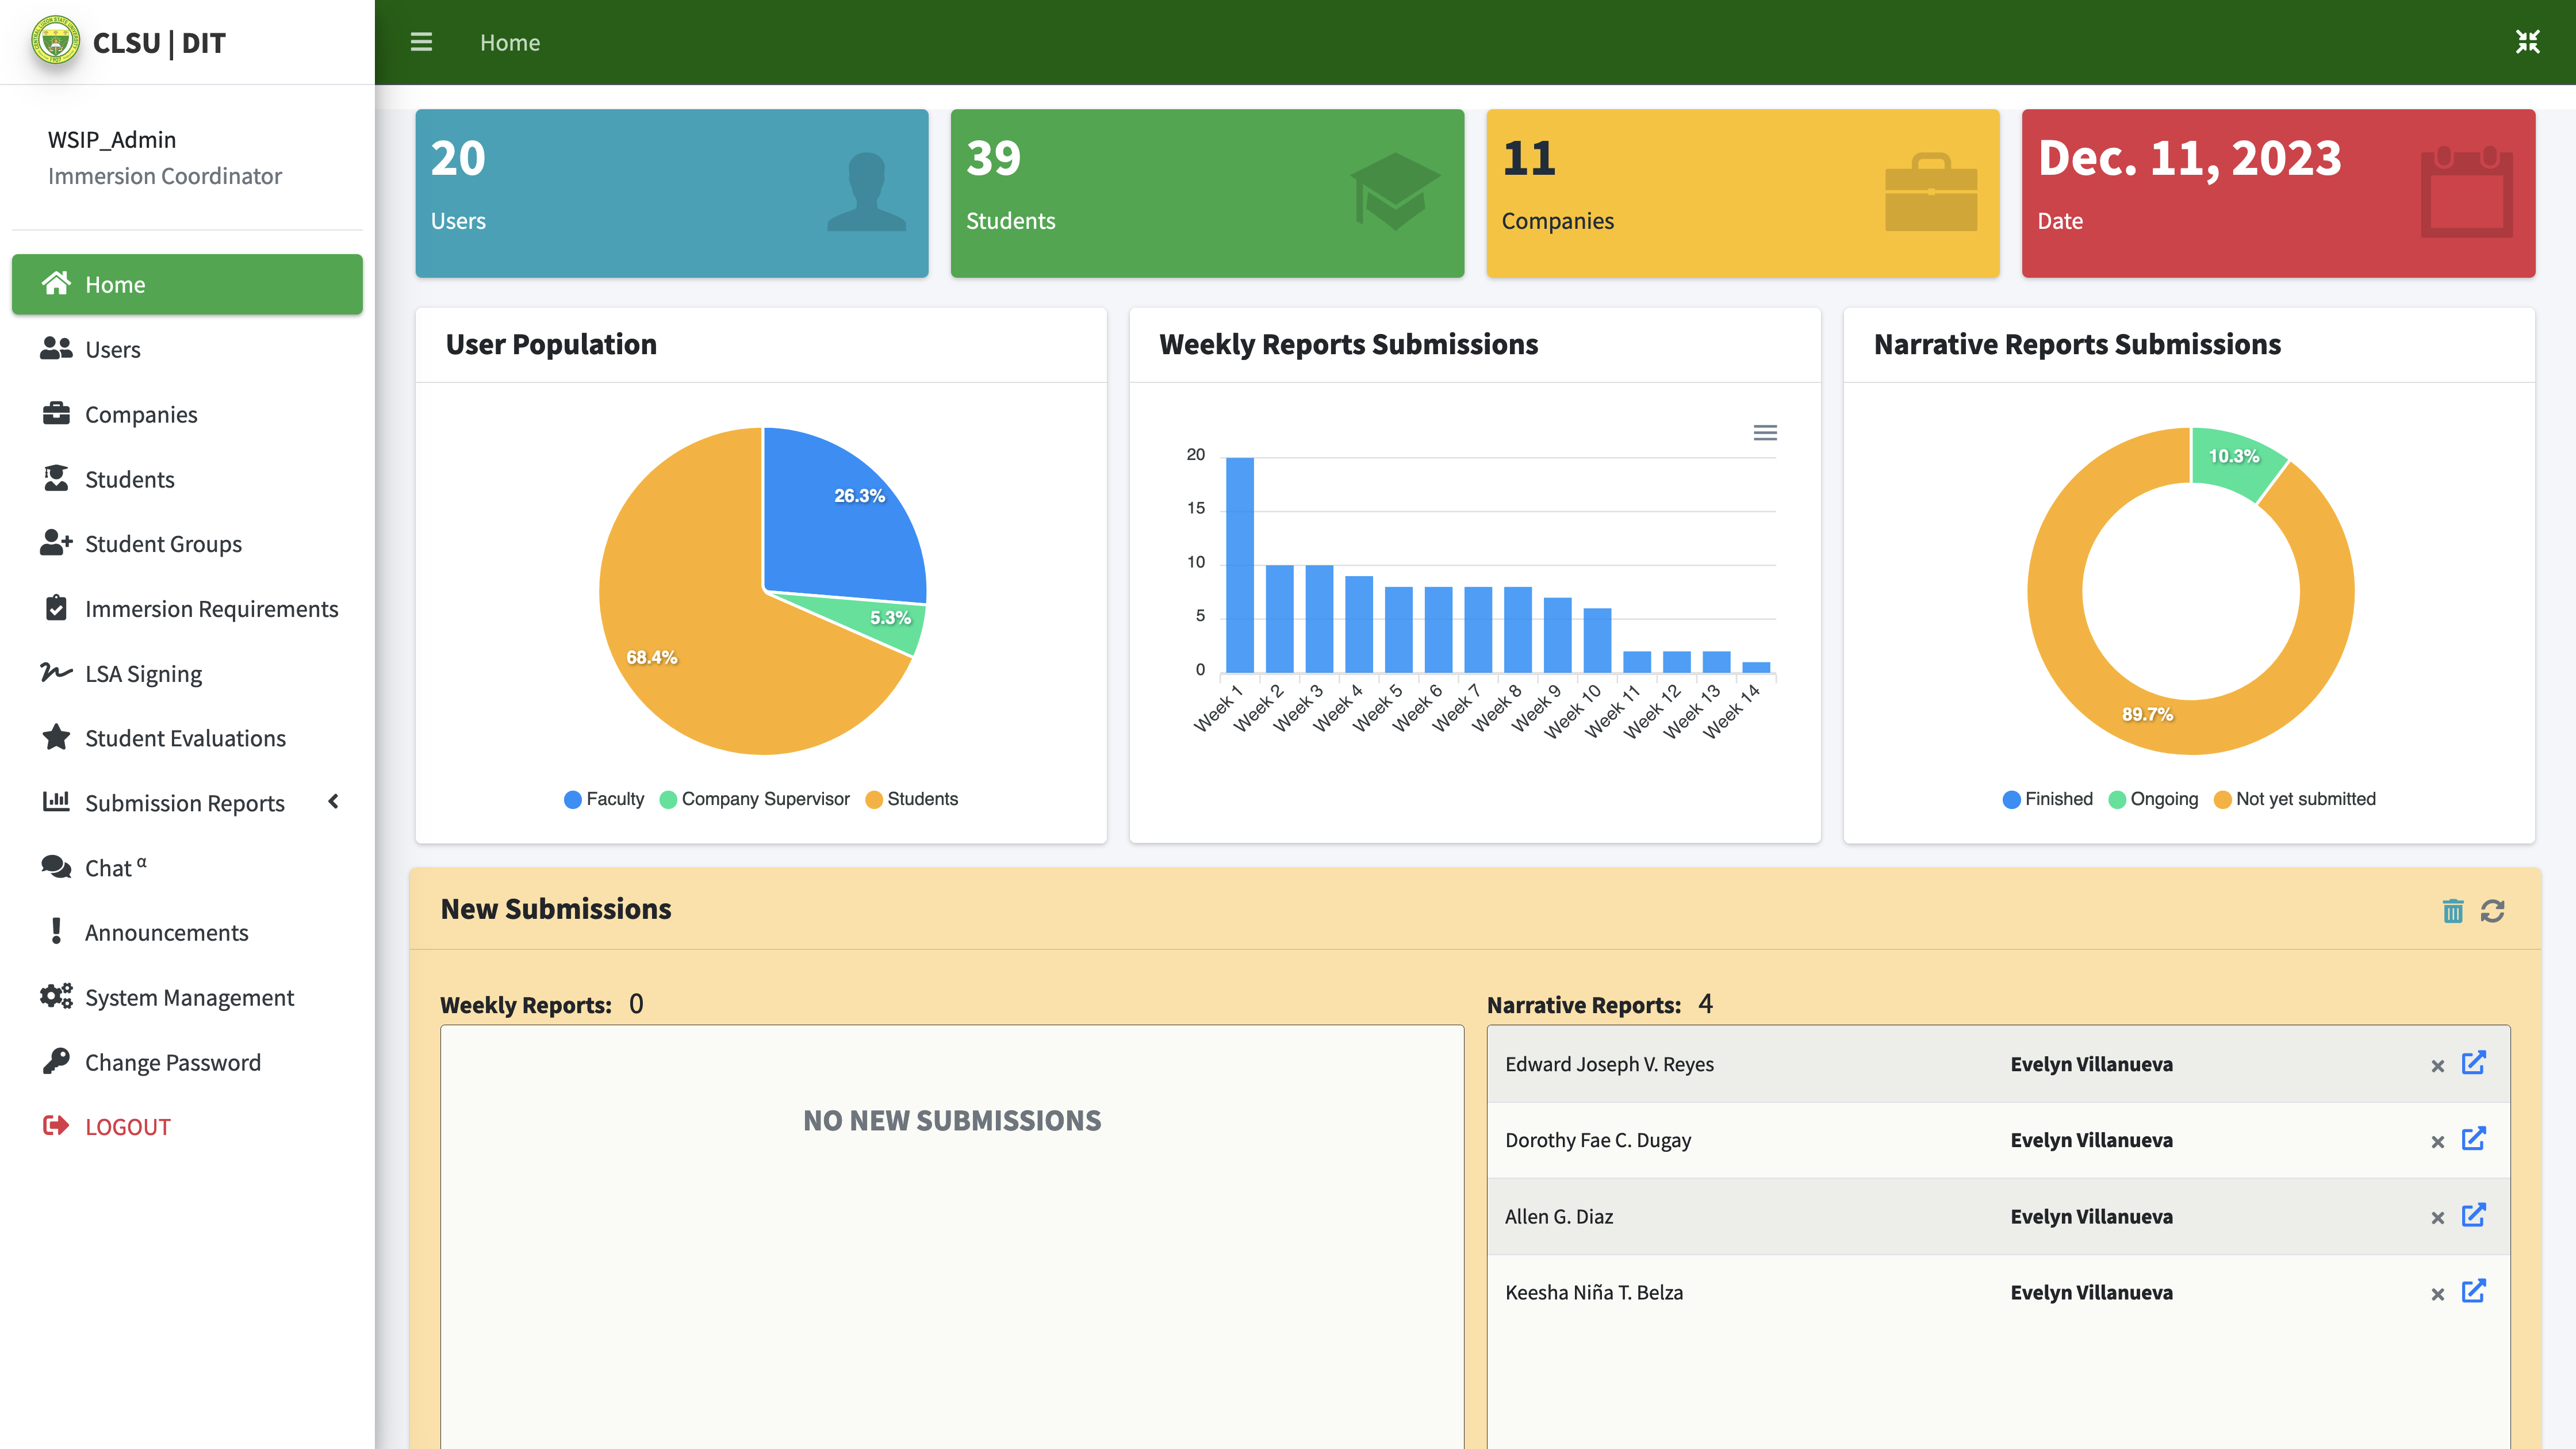 CLSU | DIT
Home
WSIP_Admin
Immersion Coordinator
Home
Users
Companies
Students
Student Groups
Immersion Requirements
LSA Signing
Student Evaluations
Submission Reports
Chat α
Announcements
System Management
Change Password
LOGOUT
20
Users
39
Students
11
Companies
Dec. 11, 2023
Date
User Population
26.3%
5.3%
68.4%
Faculty Company Supervisor Students
Weekly Reports Submissions
20
15
10
5
0
Week 1 Week 2 Week 3 Week 4 Week 5 Week 6 Week 7 Week 8 Week 9 Week 10 Week 11 Week 12 Week 13 Week 14
Narrative Reports Submissions
10.3%
89.7%
Finished Ongoing Not yet submitted
New Submissions
Weekly Reports: 0
NO NEW SUBMISSIONS
Narrative Reports: 4
Edward Joseph V. Reyes Evelyn Villanueva
Dorothy Fae C. Dugay Evelyn Villanueva
Allen G. Diaz Evelyn Villanueva
Keesha Niña T. Belza Evelyn Villanueva